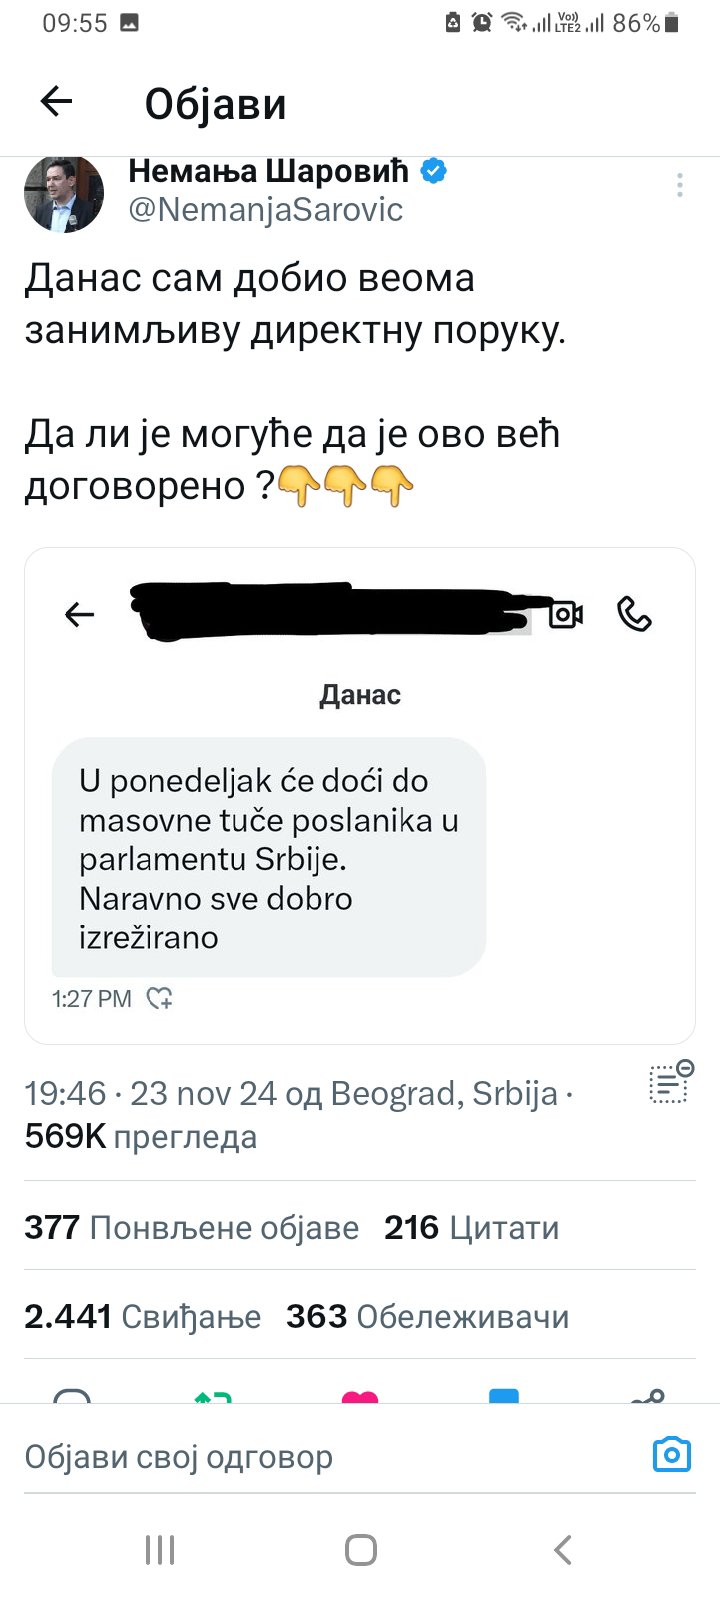 09:55
Vo)) LTE2 86%
Објави
Немања Шаровић
@NemanjaSarovic
Данас сам добио веома
занимљиву директну поруку.
Да ли је могуће да је ово већ
договорено ?👇👇👇
Данас
U ponedeljak će doći do
masovne tuče poslanika u
parlamentu Srbije.
Naravno sve dobro
izrežirano
1:27 PM
19:46 · 23 nov 24 од Beograd, Srbija ·
569K прегледа
377 Понвљене објаве 216 Цитати
2.441 Свиђање 363 Обележивачи
Објави свој одговор